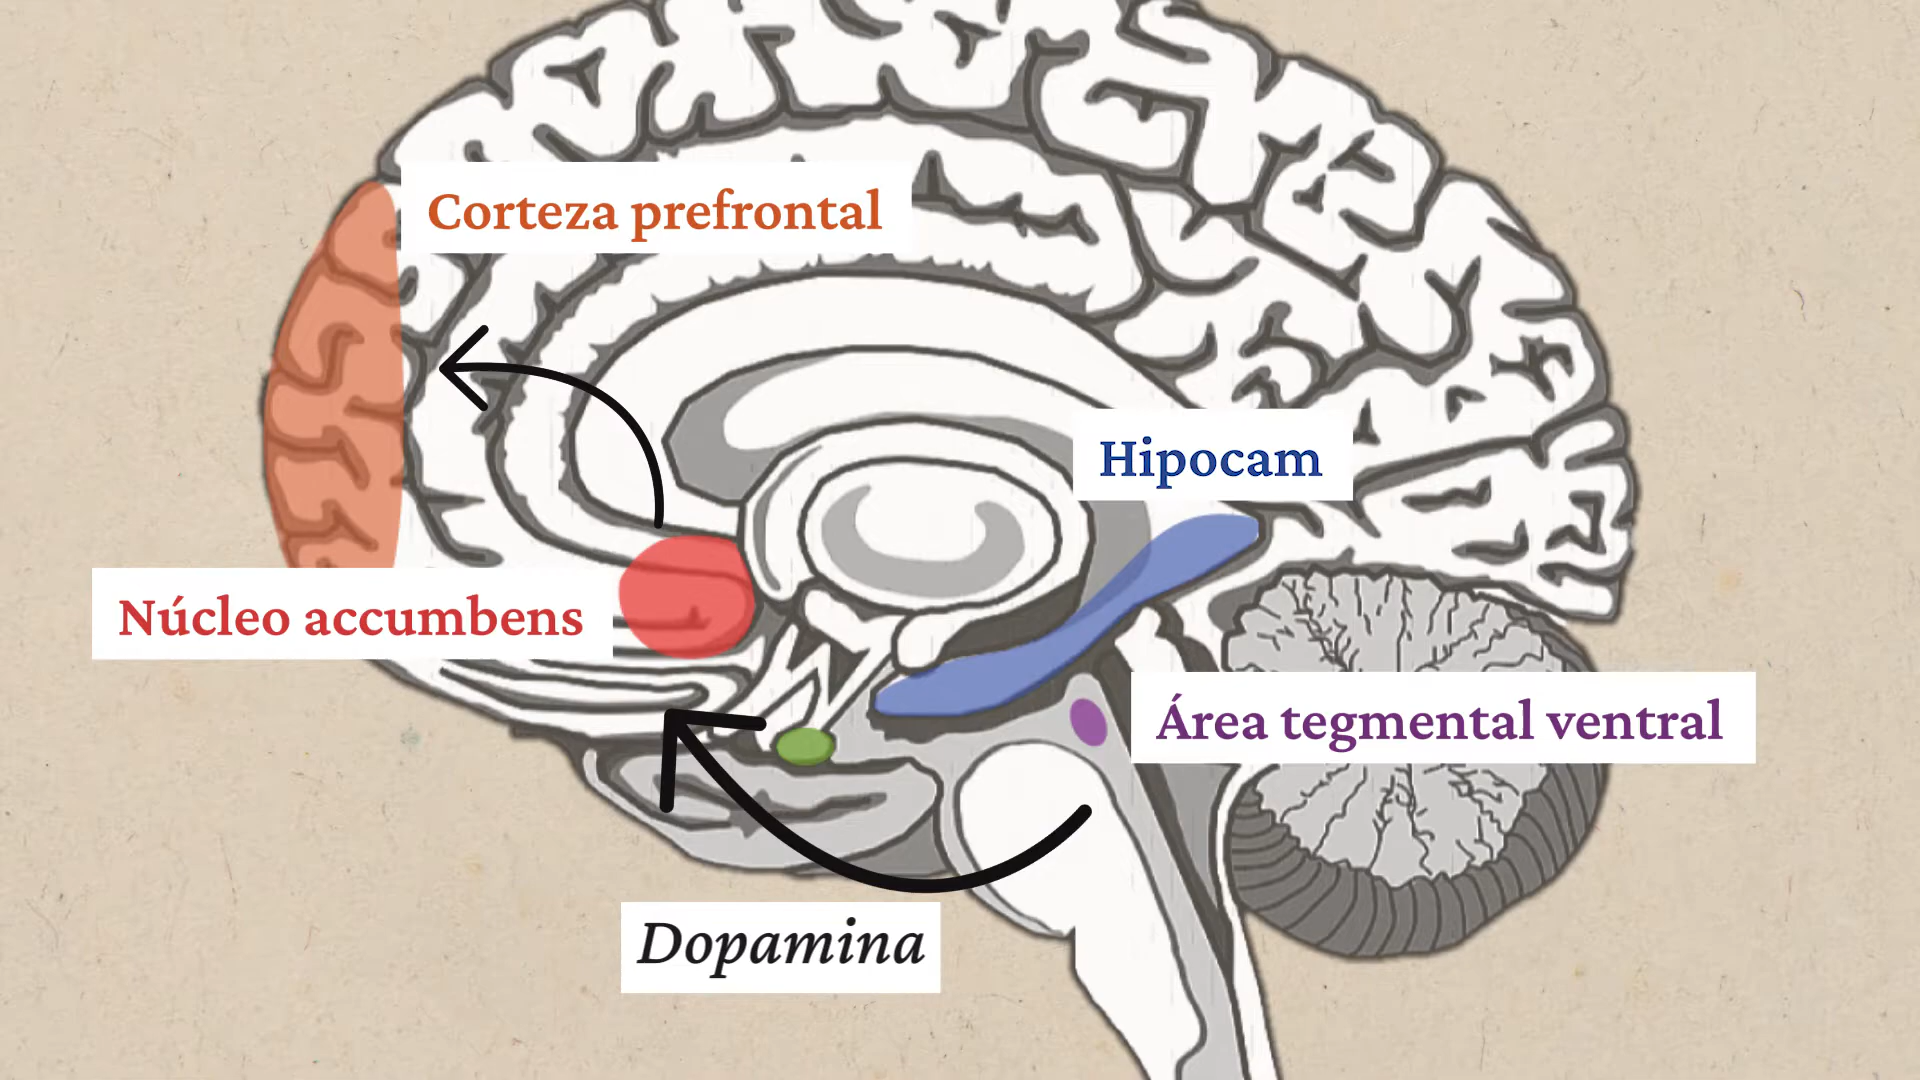 Corteza prefrontal
Hipocam
Núcleo accumbens
Área tegmental ventral
Dopamina